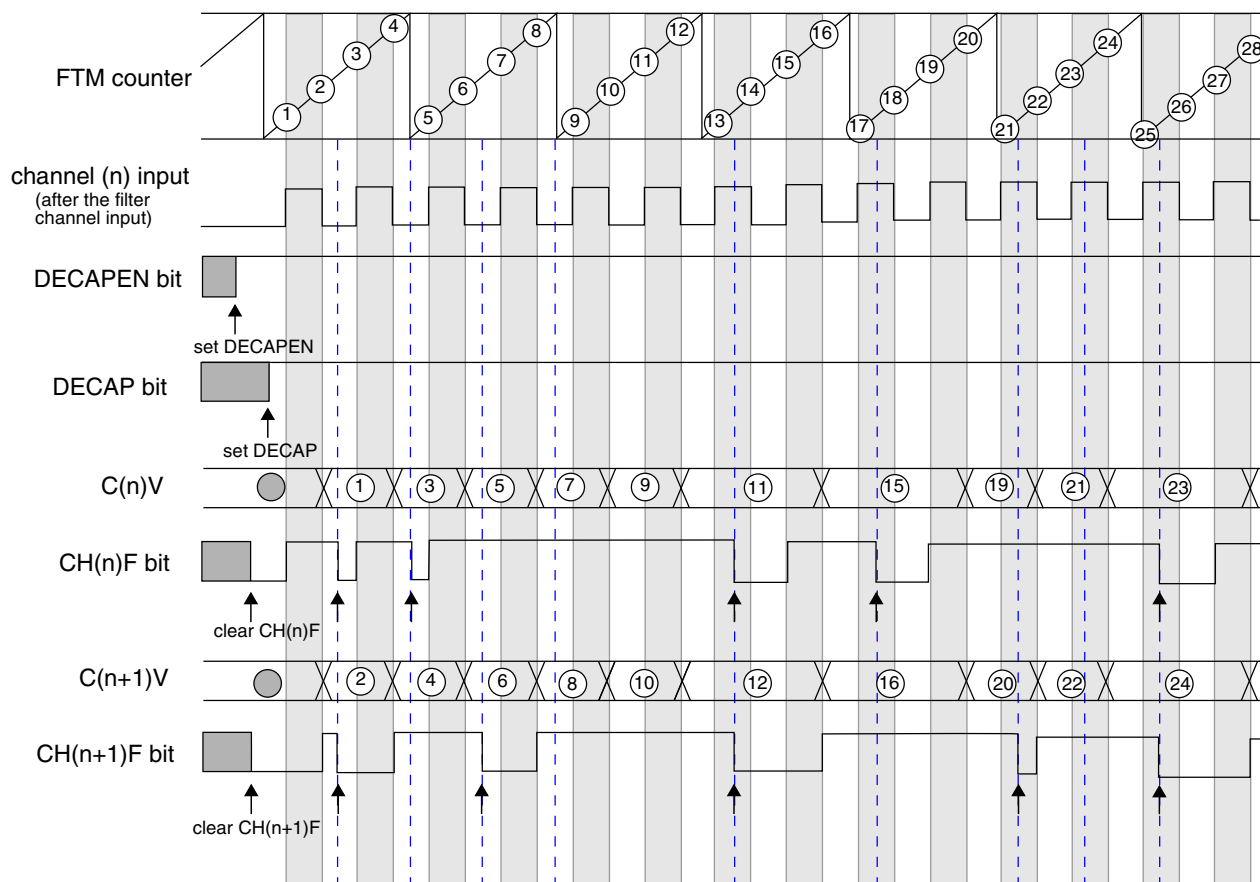 4 8 12 16 20 24 28
3 7 11 15 19 23 27
2 6 10 14 18 22 26
1 5 9 13 17 21 25
FTM counter
channel (n) input
(after the filter
channel input)
DECAPEN bit
set DECAPEN
DECAP bit
set DECAP
C(n)V 1 3 5 7 9 11 15 19 21 23
CH(n)F bit
clear CH(n)F
C(n+1)V 2 4 6 8 10 12 16 20 22 24
CH(n+1)F bit
clear CH(n+1)F